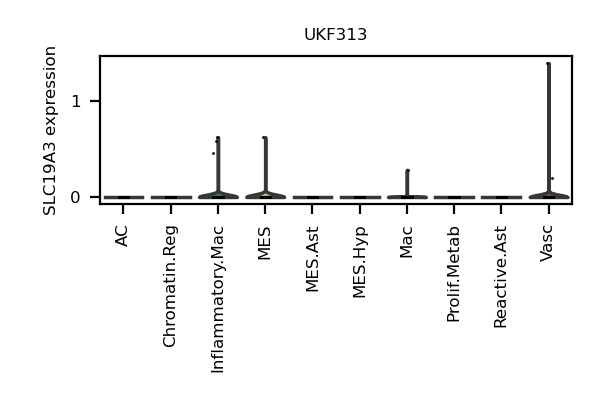 UKF313
SLC19A3 expression
1
0
AC
Chromatin.Reg
Inflammatory.Mac
MES
MES.Ast
MES.Hyp
Mac
Prolif.Metab
Reactive.Ast
Vasc